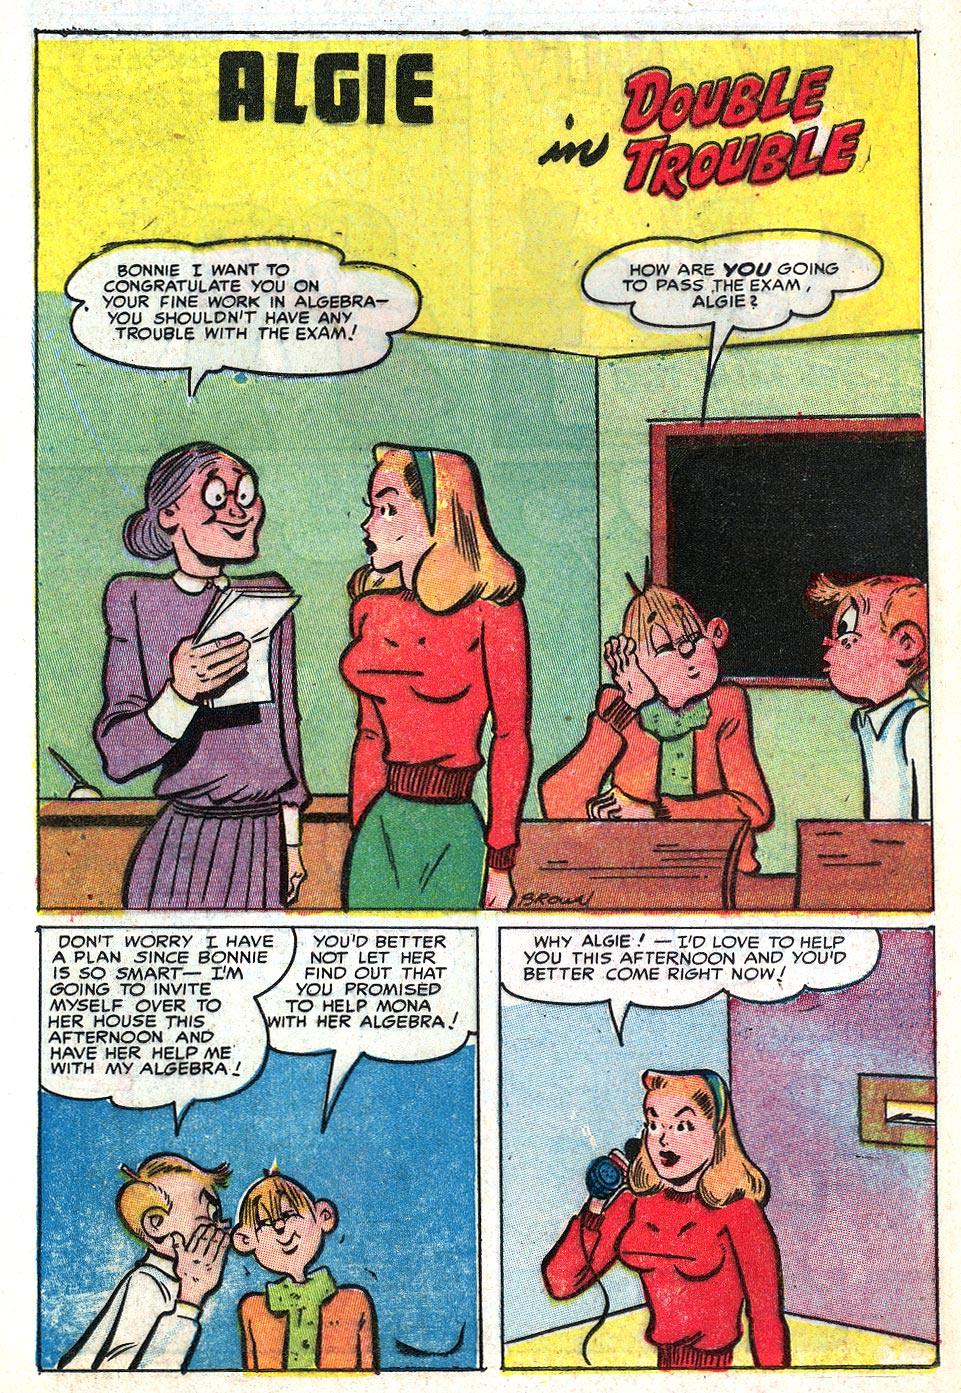 ALGIE
in DOUBLE
TROUBLE
BONNIE I WANT TO
CONGRATULATE YOU ON
YOUR FINE WORK IN ALGEBRA—
YOU SHOULDN'T HAVE ANY
TROUBLE WITH THE EXAM!
HOW ARE YOU GOING
TO PASS THE EXAM,
ALGIE?
BROWN
DON'T WORRY I HAVE
A PLAN SINCE BONNIE
IS SO SMART— I'M
GOING TO INVITE
MYSELF OVER TO
HER HOUSE THIS
AFTERNOON AND
HAVE HER HELP ME
WITH MY ALGEBRA!
YOU'D BETTER
NOT LET HER
FIND OUT THAT
YOU PROMISED
TO HELP MONA
WITH HER ALGEBRA!
WHY ALGIE! — I'D LOVE TO HELP
YOU THIS AFTERNOON AND YOU'D
BETTER COME RIGHT NOW!